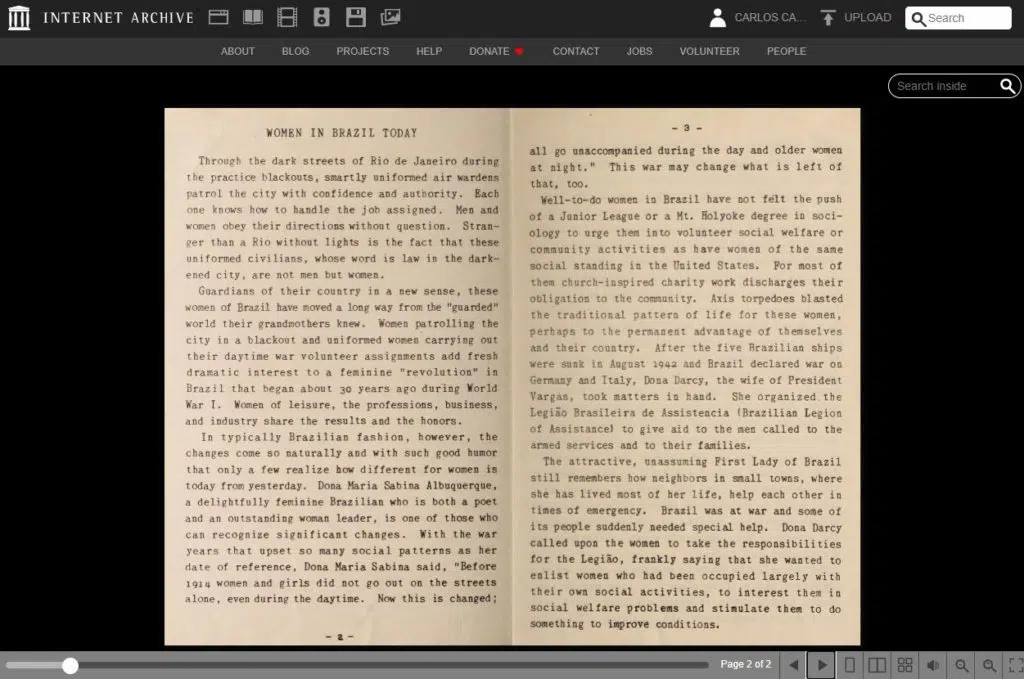 INTERNET ARCHIVE
CARLOS CA...
UPLOAD
Search
ABOUT BLOG PROJECTS HELP DONATE CONTACT JOBS VOLUNTEER PEOPLE
Search inside
WOMEN IN BRAZIL TODAY
Through the dark streets of Rio de Janeiro during
the practice blackouts, smartly uniformed air wardens
patrol the city with confidence and authority. Each
one knows how to handle the job assigned. Men and
women obey their directions without question. Stran-
ger than a Rio without lights is the fact that these
uniformed civilians, whose word is law in the dark-
ened city, are not men but women.
Guardians of their country in a new sense, these
women of Brazil have moved a long way from the "guarded"
world their grandmothers knew. Women patrolling the
city in a blackout and uniformed women carrying out
their daytime war volunteer assignments add fresh
dramatic interest to a feminine "revolution" in
Brazil that began about 30 years ago during World
War I. Women of leisure, the professions, business,
and industry share the results and the honors.
In typically Brazilian fashion, however, the
changes come so naturally and with such good humor
that only a few realize how different for women is
today from yesterday. Dona Maria Sabina Albuquerque,
a delightfully feminine Brazilian who is both a poet
and an outstanding woman leader, is one of those who
can recognize significant changes. With the war
years that upset so many social patterns as her
date of reference, Dona Maria Sabina said, "Before
1914 women and girls did not go out on the streets
alone, even during the daytime. Now this is changed;
- 2 -
- 3 -
all go unaccompanied during the day and older women
at night." This war may change what is left of
that, too.
Well-to-do women in Brazil have not felt the push
of a Junior League or a Mt. Holyoke degree in soci-
ology to urge them into volunteer social welfare or
community activities as have women of the same
social standing in the United States. For most of
them church-inspired charity work discharges their
obligation to the community. Axis torpedoes blasted
the traditional pattern of life for these women,
perhaps to the permanent advantage of themselves
and their country. After the five Brazilian ships
were sunk in August 1942 and Brazil declared war on
Germany and Italy, Dona Darcy, the wife of President
Vargas, took matters in hand. She organized the
Legião Brasileira de Assistencia (Brazilian Legion
of Assistance) to give aid to the men called to the
armed services and to their families.
The attractive, unassuming First Lady of Brazil
still remembers how neighbors in small towns, where
she has lived most of her life, help each other in
times of emergency. Brazil was at war and some of
its people suddenly needed special help. Dona Darcy
called upon the women to take the responsibilities
for the Legião, frankly saying that she wanted to
enlist women who had been occupied largely with
their own social activities, to interest them in
social welfare problems and stimulate them to do
something to improve conditions.
Page 2 of 2